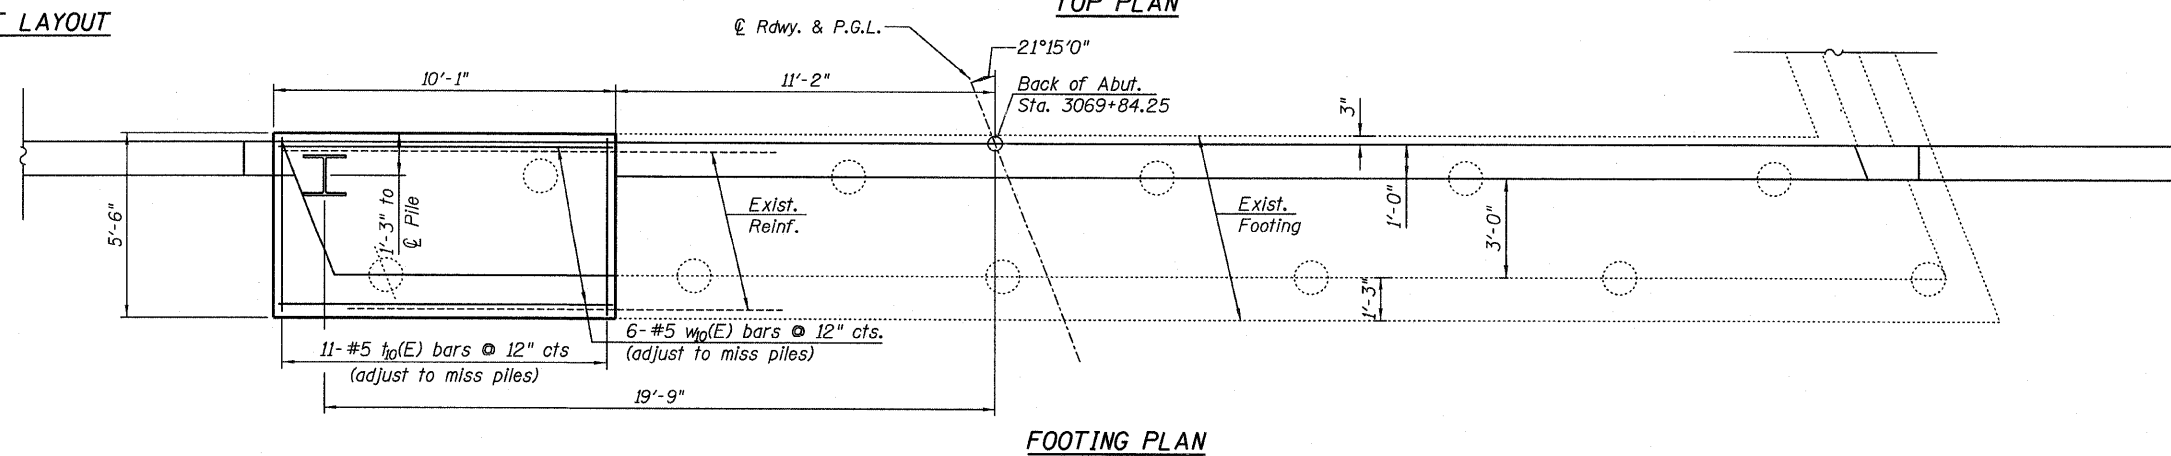 TOP PLAN
T LAYOUT
℄ Rdwy. & P.G.L.
21°15'0"
10'-1"
11'-2"
Back of Abut.
Sta. 3069+84.25
3"
5'-6"
1'-3" to
℄ Pile
Exist.
Reinf.
Exist.
Footing
1'-0"
3'-0"
1'-3"
6-#5 w10(E) bars @ 12" cts.
(adjust to miss piles)
11-#5 t10(E) bars @ 12" cts
(adjust to miss piles)
19'-9"
FOOTING PLAN